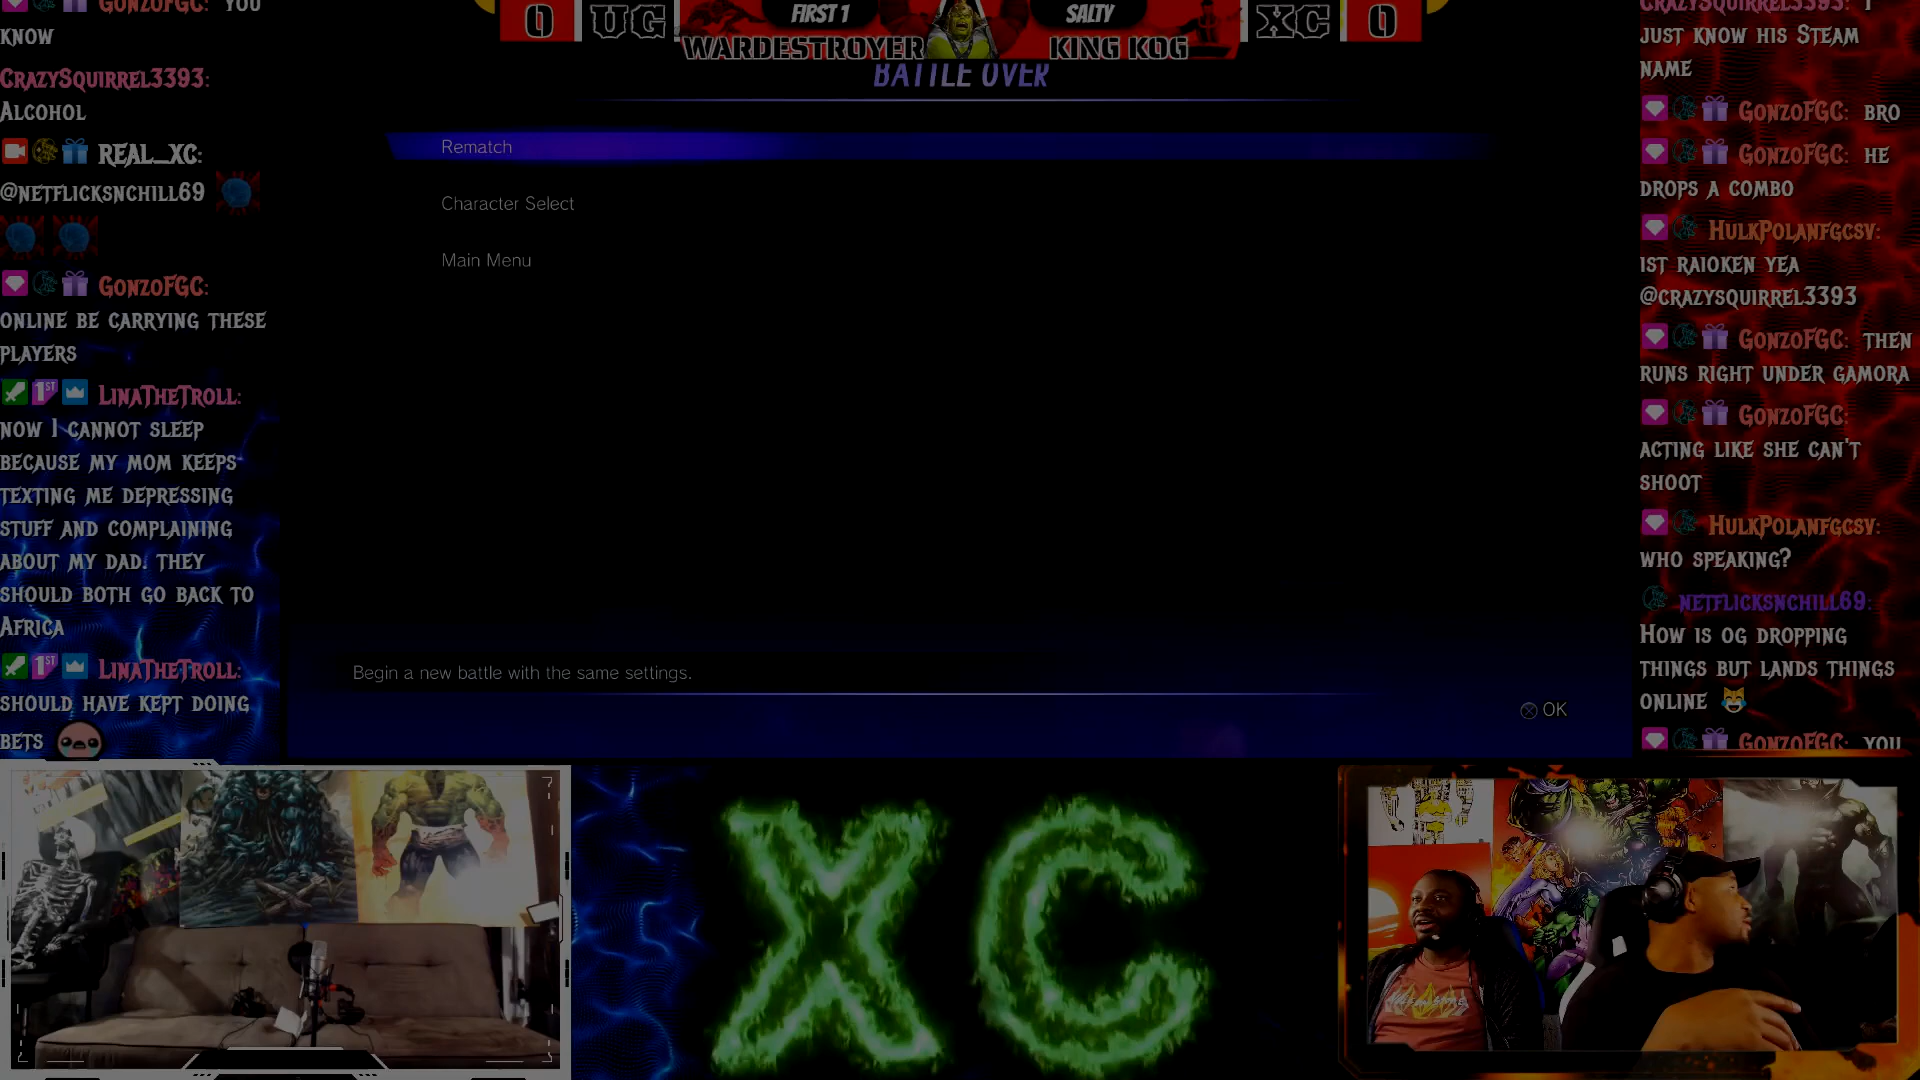 GonzoFGC: YOU
KNOW
CrazySquirrel3393:
Alcohol
REAL_XC:
@netflicksnchill69
GonzoFGC:
online be carrying these
players
LinaTheTroll:
now I cannot sleep
because my mom keeps
texting me depressing
stuff and complaining
about my dad. they
should both go back to
Africa
LinaTheTroll:
should have kept doing
bets
0 UG FIRST 1 SALTY XC 0
WARDESTROYER KING KOG
BATTLE OVER
Rematch
Character Select
Main Menu
Begin a new battle with the same settings.
OK
XC
CrazySquirrel3393: I
just know his Steam
name
GonzoFGC: bro
GonzoFGC: he
drops a combo
HulkPolanfgcsv:
1st raioken yea
@crazysquirrel3393
GonzoFGC: then
runs right under gamora
GonzoFGC:
acting like she can't
shoot
HulkPolanfgcsv:
who speaking?
netflicksnchill69:
How is og dropping
things but lands things
online
GonzoFGC: you